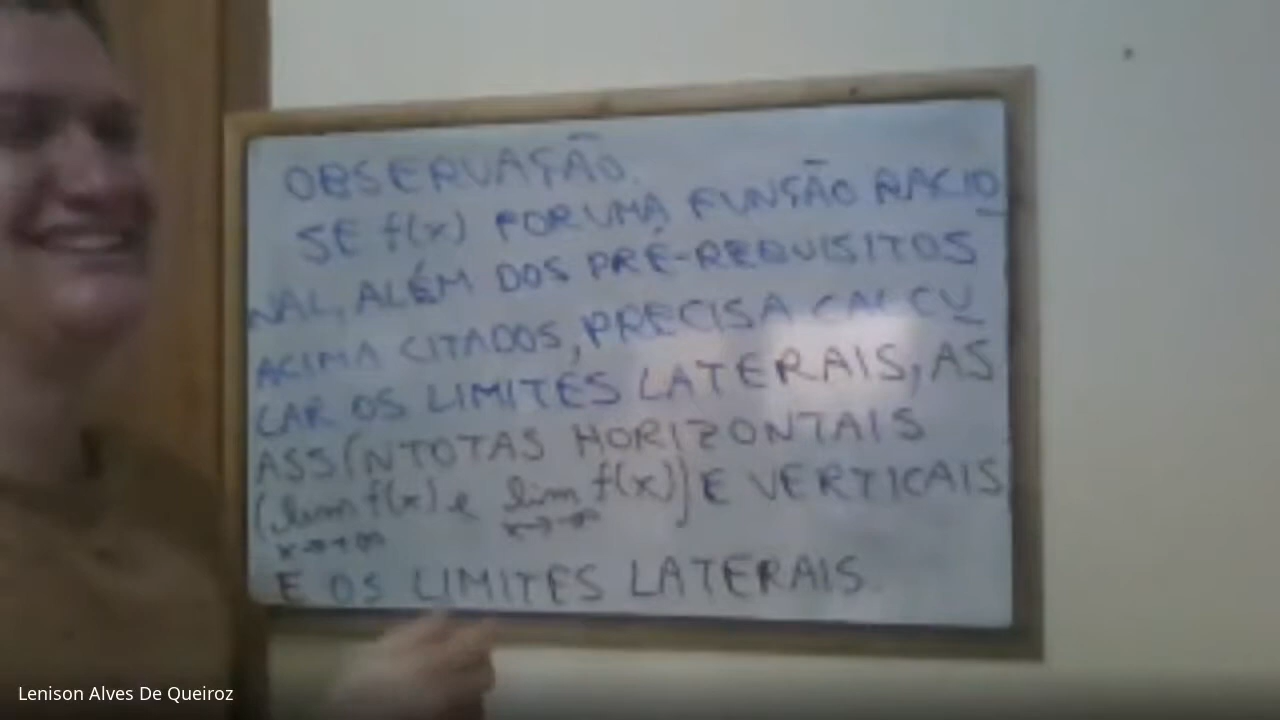 OBSERVAÇÃO.
SE f(x) FOR UMA FUNÇÃO RACIO
NAL, ALÉM DOS PRÉ-REQUISITOS
ACIMA CITADOS, PRECISA CALCU
LAR OS LIMITES LATERAIS, AS
ASSÍNTOTAS HORIZONTAIS
(lim f(x) e lim f(x)) E VERTICAIS
x→+∞ x→-∞
E OS LIMITES LATERAIS.
Lenison Alves De Queiroz